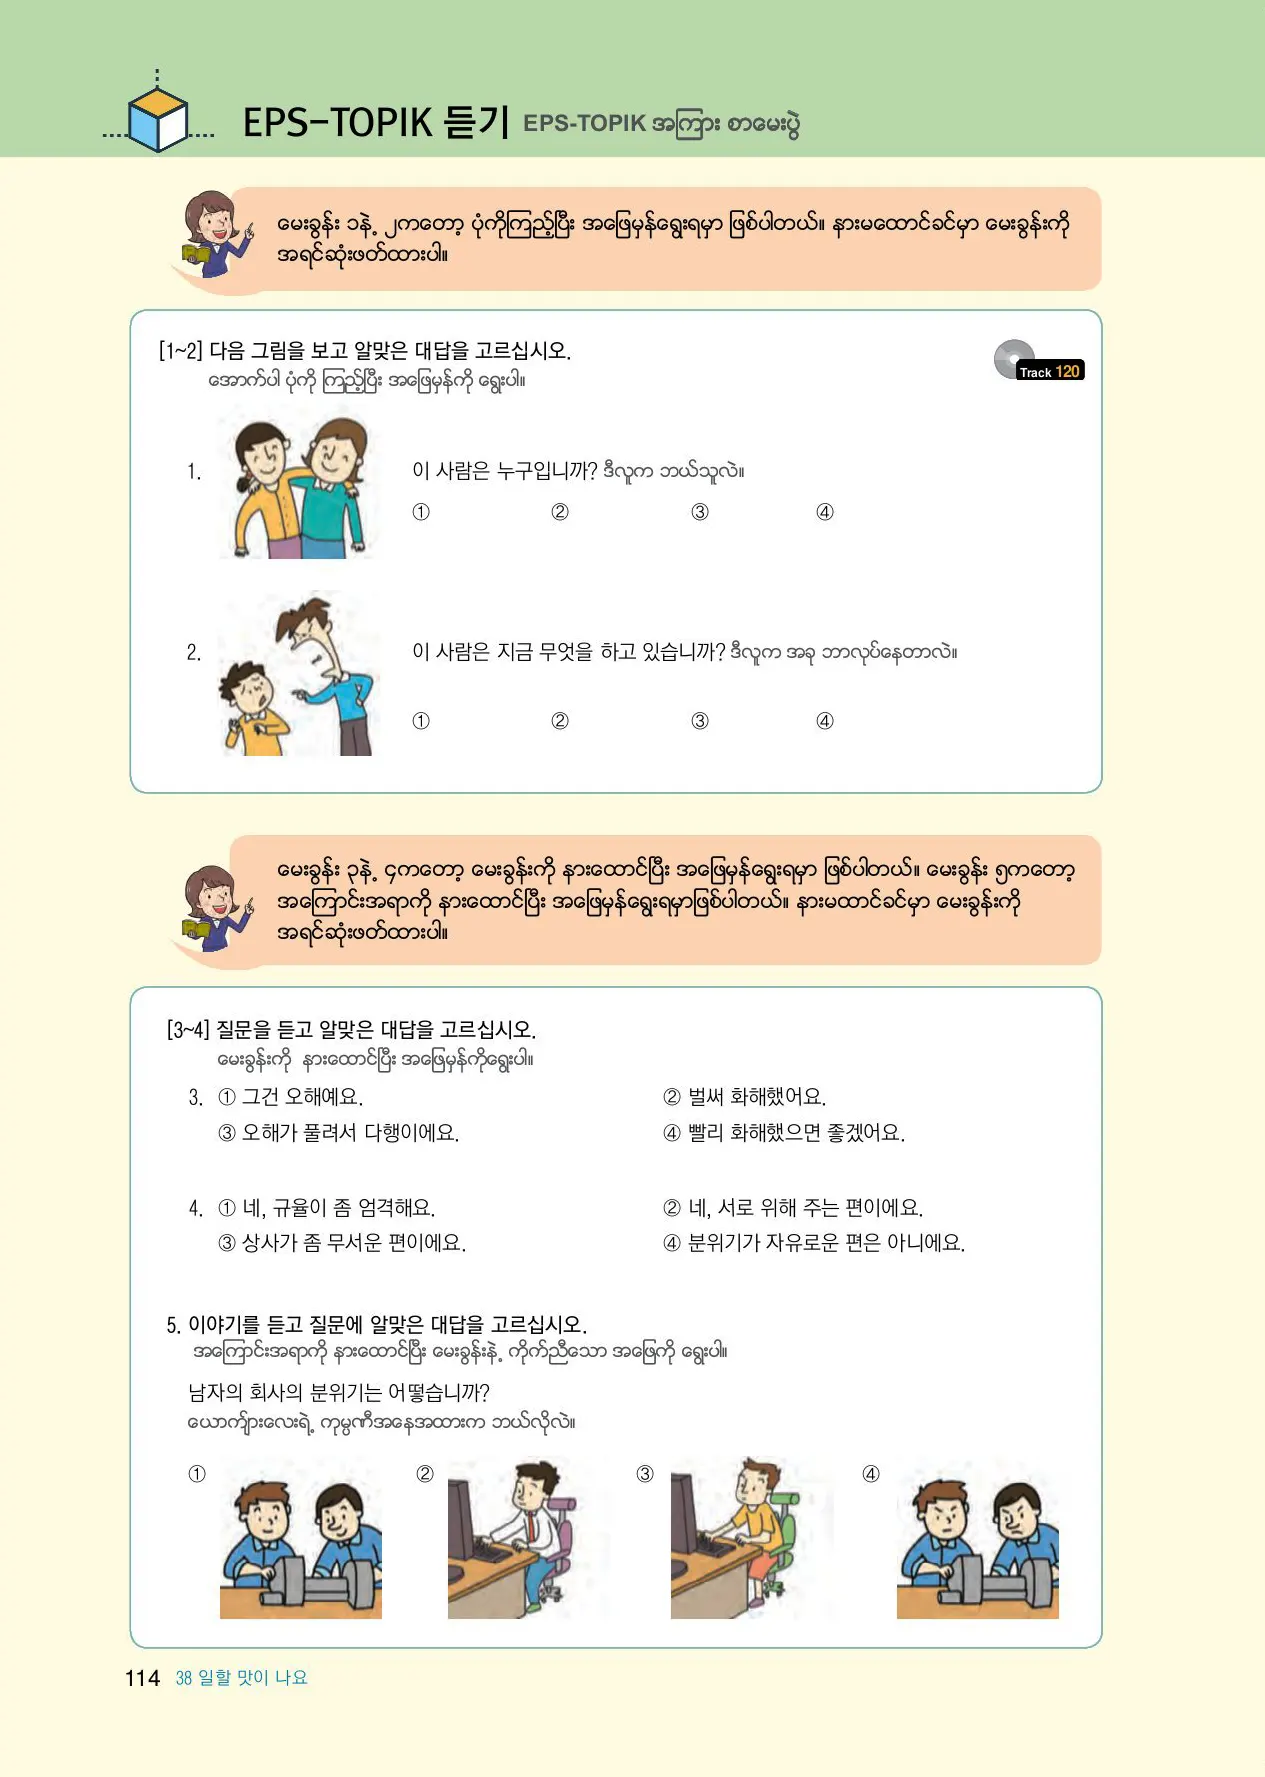 EPS-TOPIK 듣기 EPS-TOPIK အကြား စာမေးပွဲ
မေးခွန်း ၁နဲ့ ၂ကတော့ ပုံကိုကြည့်ပြီး အဖြေမှန်ရွေးရမှာ ဖြစ်ပါတယ်။ နားမထောင်ခင်မှာ မေးခွန်းကို
အရင်ဆုံးဖတ်ထားပါ။
[1~2] 다음 그림을 보고 알맞은 대답을 고르십시오.
အောက်ပါ ပုံကို ကြည့်ပြီး အဖြေမှန်ကို ရွေးပါ။
Track 120
1. 이 사람은 누구입니까? ဒီလူက ဘယ်သူလဲ။
① ② ③ ④
2. 이 사람은 지금 무엇을 하고 있습니까? ဒီလူက အခု ဘာလုပ်နေတာလဲ။
① ② ③ ④
မေးခွန်း ၃နဲ့ ၄ကတော့ မေးခွန်းကို နားထောင်ပြီး အဖြေမှန်ရွေးရမှာ ဖြစ်ပါတယ်။ မေးခွန်း ၅ကတော့
အကြောင်းအရာကို နားထောင်ပြီး အဖြေမှန်ရွေးရမှာဖြစ်ပါတယ်။ နားမထာင်ခင်မှာ မေးခွန်းကို
အရင်ဆုံးဖတ်ထားပါ။
[3~4] 질문을 듣고 알맞은 대답을 고르십시오.
မေးခွန်းကို နားထောင်ပြီး အဖြေမှန်ကိုရွေးပါ။
3. ① 그건 오해예요. ② 벌써 화해했어요.
③ 오해가 풀려서 다행이에요. ④ 빨리 화해했으면 좋겠어요.
4. ① 네, 규율이 좀 엄격해요. ② 네, 서로 위해 주는 편이에요.
③ 상사가 좀 무서운 편이에요. ④ 분위기가 자유로운 편은 아니에요.
5. 이야기를 듣고 질문에 알맞은 대답을 고르십시오.
အကြောင်းအရာကို နားထောင်ပြီး မေးခွန်းနဲ့ ကိုက်ညီသော အဖြေကို ရွေးပါ။
남자의 회사의 분위기는 어떻습니까?
ယောကျ်ားလေးရဲ့ ကုမ္ပဏီအနေအထားက ဘယ်လိုလဲ။
① ② ③ ④
114 38 일할 맛이 나요